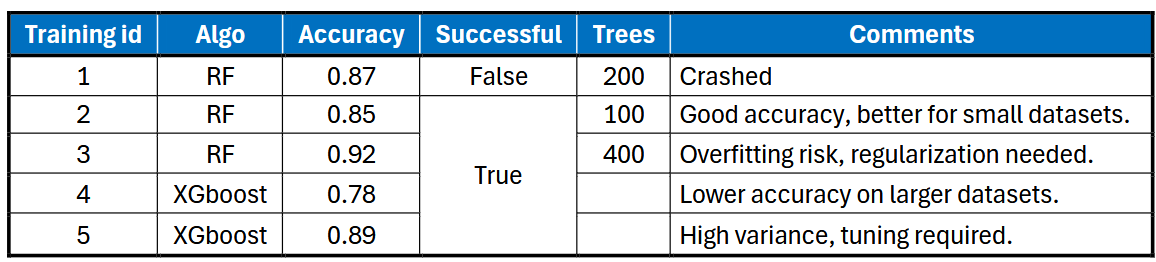 Training id Algo Accuracy Successful Trees Comments
1 RF 0.87 False 200 Crashed
2 RF 0.85 100 Good accuracy, better for small datasets.
3 RF 0.92 400 Overfitting risk, regularization needed.
True
4 XGboost 0.78 Lower accuracy on larger datasets.
5 XGboost 0.89 High variance, tuning required.